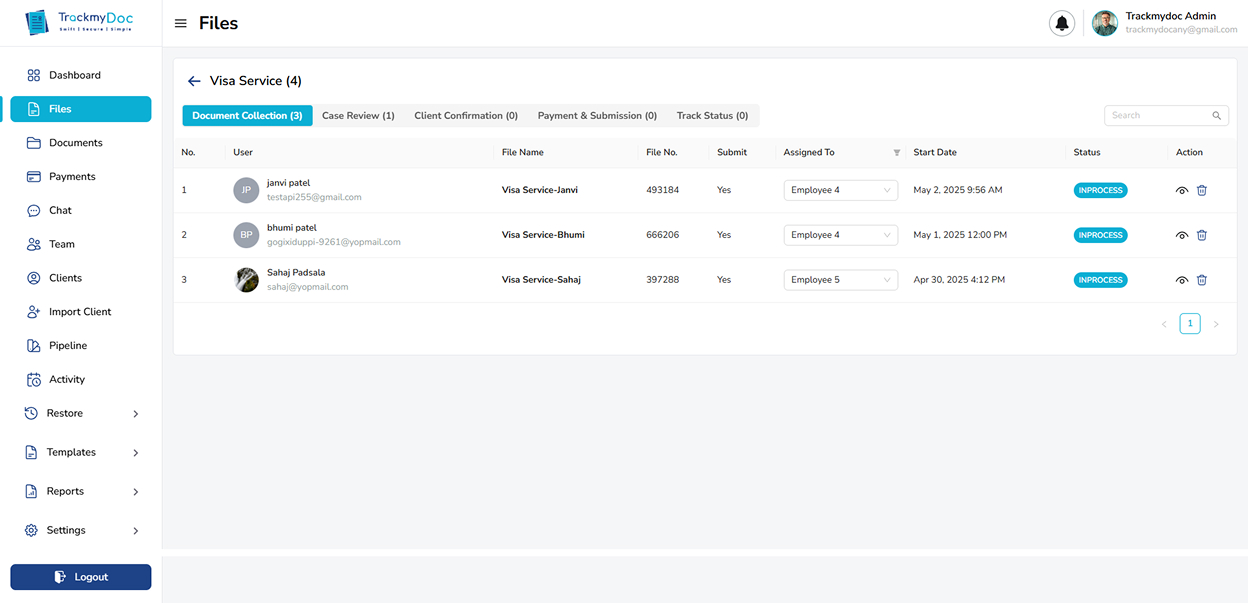 TrackmyDoc
Swift | Secure | Simple
Files
Trackmydoc Admin
trackmydocany@gmail.com
Dashboard
Files
Documents
Payments
Chat
Team
Clients
Import Client
Pipeline
Activity
Restore
Templates
Reports
Settings
Logout
Visa Service (4)
Document Collection (3) Case Review (1) Client Confirmation (0) Payment & Submission (0) Track Status (0)
Search
No. User File Name File No. Submit Assigned To Start Date Status Action
1 JP janvi patel testapi255@gmail.com Visa Service-Janvi 493184 Yes Employee 4 May 2, 2025 9:56 AM INPROCESS
2 BP bhumi patel gogixiduppi-9261@yopmail.com Visa Service-Bhumi 666206 Yes Employee 4 May 1, 2025 12:00 PM INPROCESS
3 Sahaj Padsala sahaj@yopmail.com Visa Service-Sahaj 397288 Yes Employee 5 Apr 30, 2025 4:12 PM INPROCESS
1